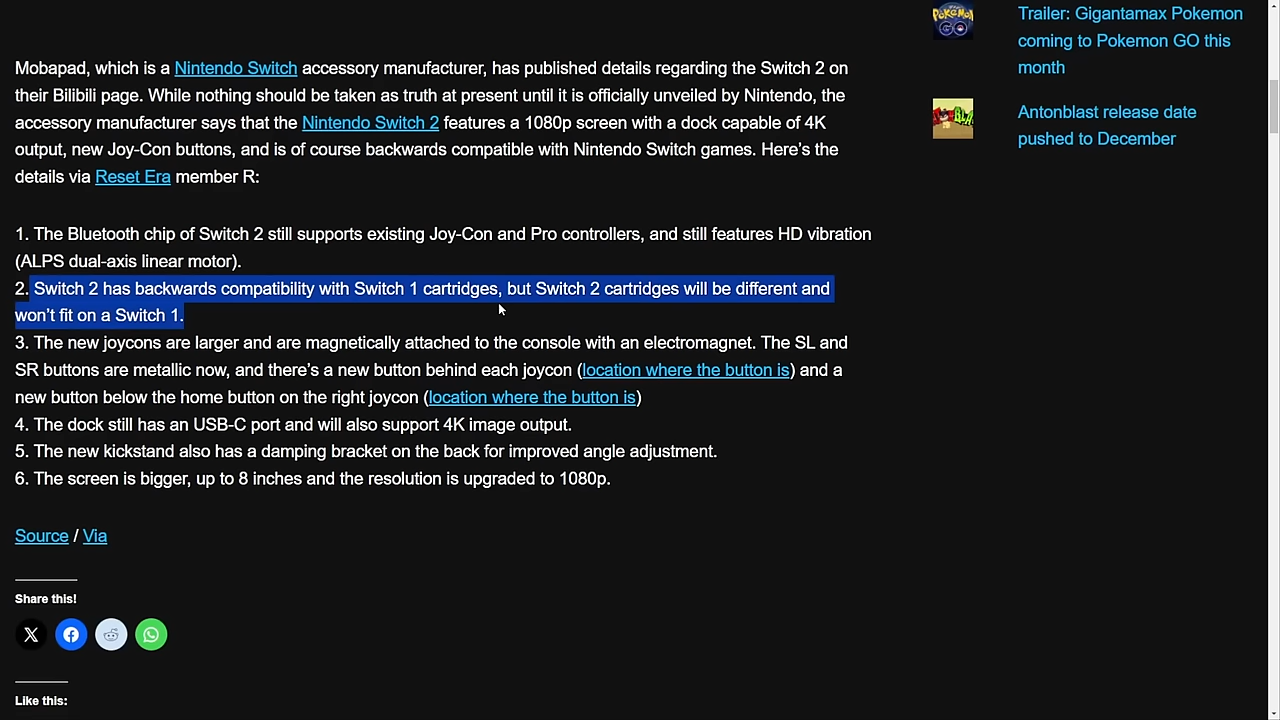 Mobapad, which is a Nintendo Switch accessory manufacturer, has published details regarding the Switch 2 on
their Bilibili page. While nothing should be taken as truth at present until it is officially unveiled by Nintendo, the
accessory manufacturer says that the Nintendo Switch 2 features a 1080p screen with a dock capable of 4K
output, new Joy-Con buttons, and is of course backwards compatible with Nintendo Switch games. Here’s the
details via Reset Era member R:
1. The Bluetooth chip of Switch 2 still supports existing Joy-Con and Pro controllers, and still features HD vibration
(ALPS dual-axis linear motor).
2. Switch 2 has backwards compatibility with Switch 1 cartridges, but Switch 2 cartridges will be different and
won’t fit on a Switch 1.
3. The new joycons are larger and are magnetically attached to the console with an electromagnet. The SL and
SR buttons are metallic now, and there’s a new button behind each joycon (location where the button is) and a
new button below the home button on the right joycon (location where the button is)
4. The dock still has an USB-C port and will also support 4K image output.
5. The new kickstand also has a damping bracket on the back for improved angle adjustment.
6. The screen is bigger, up to 8 inches and the resolution is upgraded to 1080p.
Source / Via
Share this!
Like this:
Pokémon
GO
Trailer: Gigantamax Pokemon
coming to Pokemon GO this
month
Antonblast release date
pushed to December